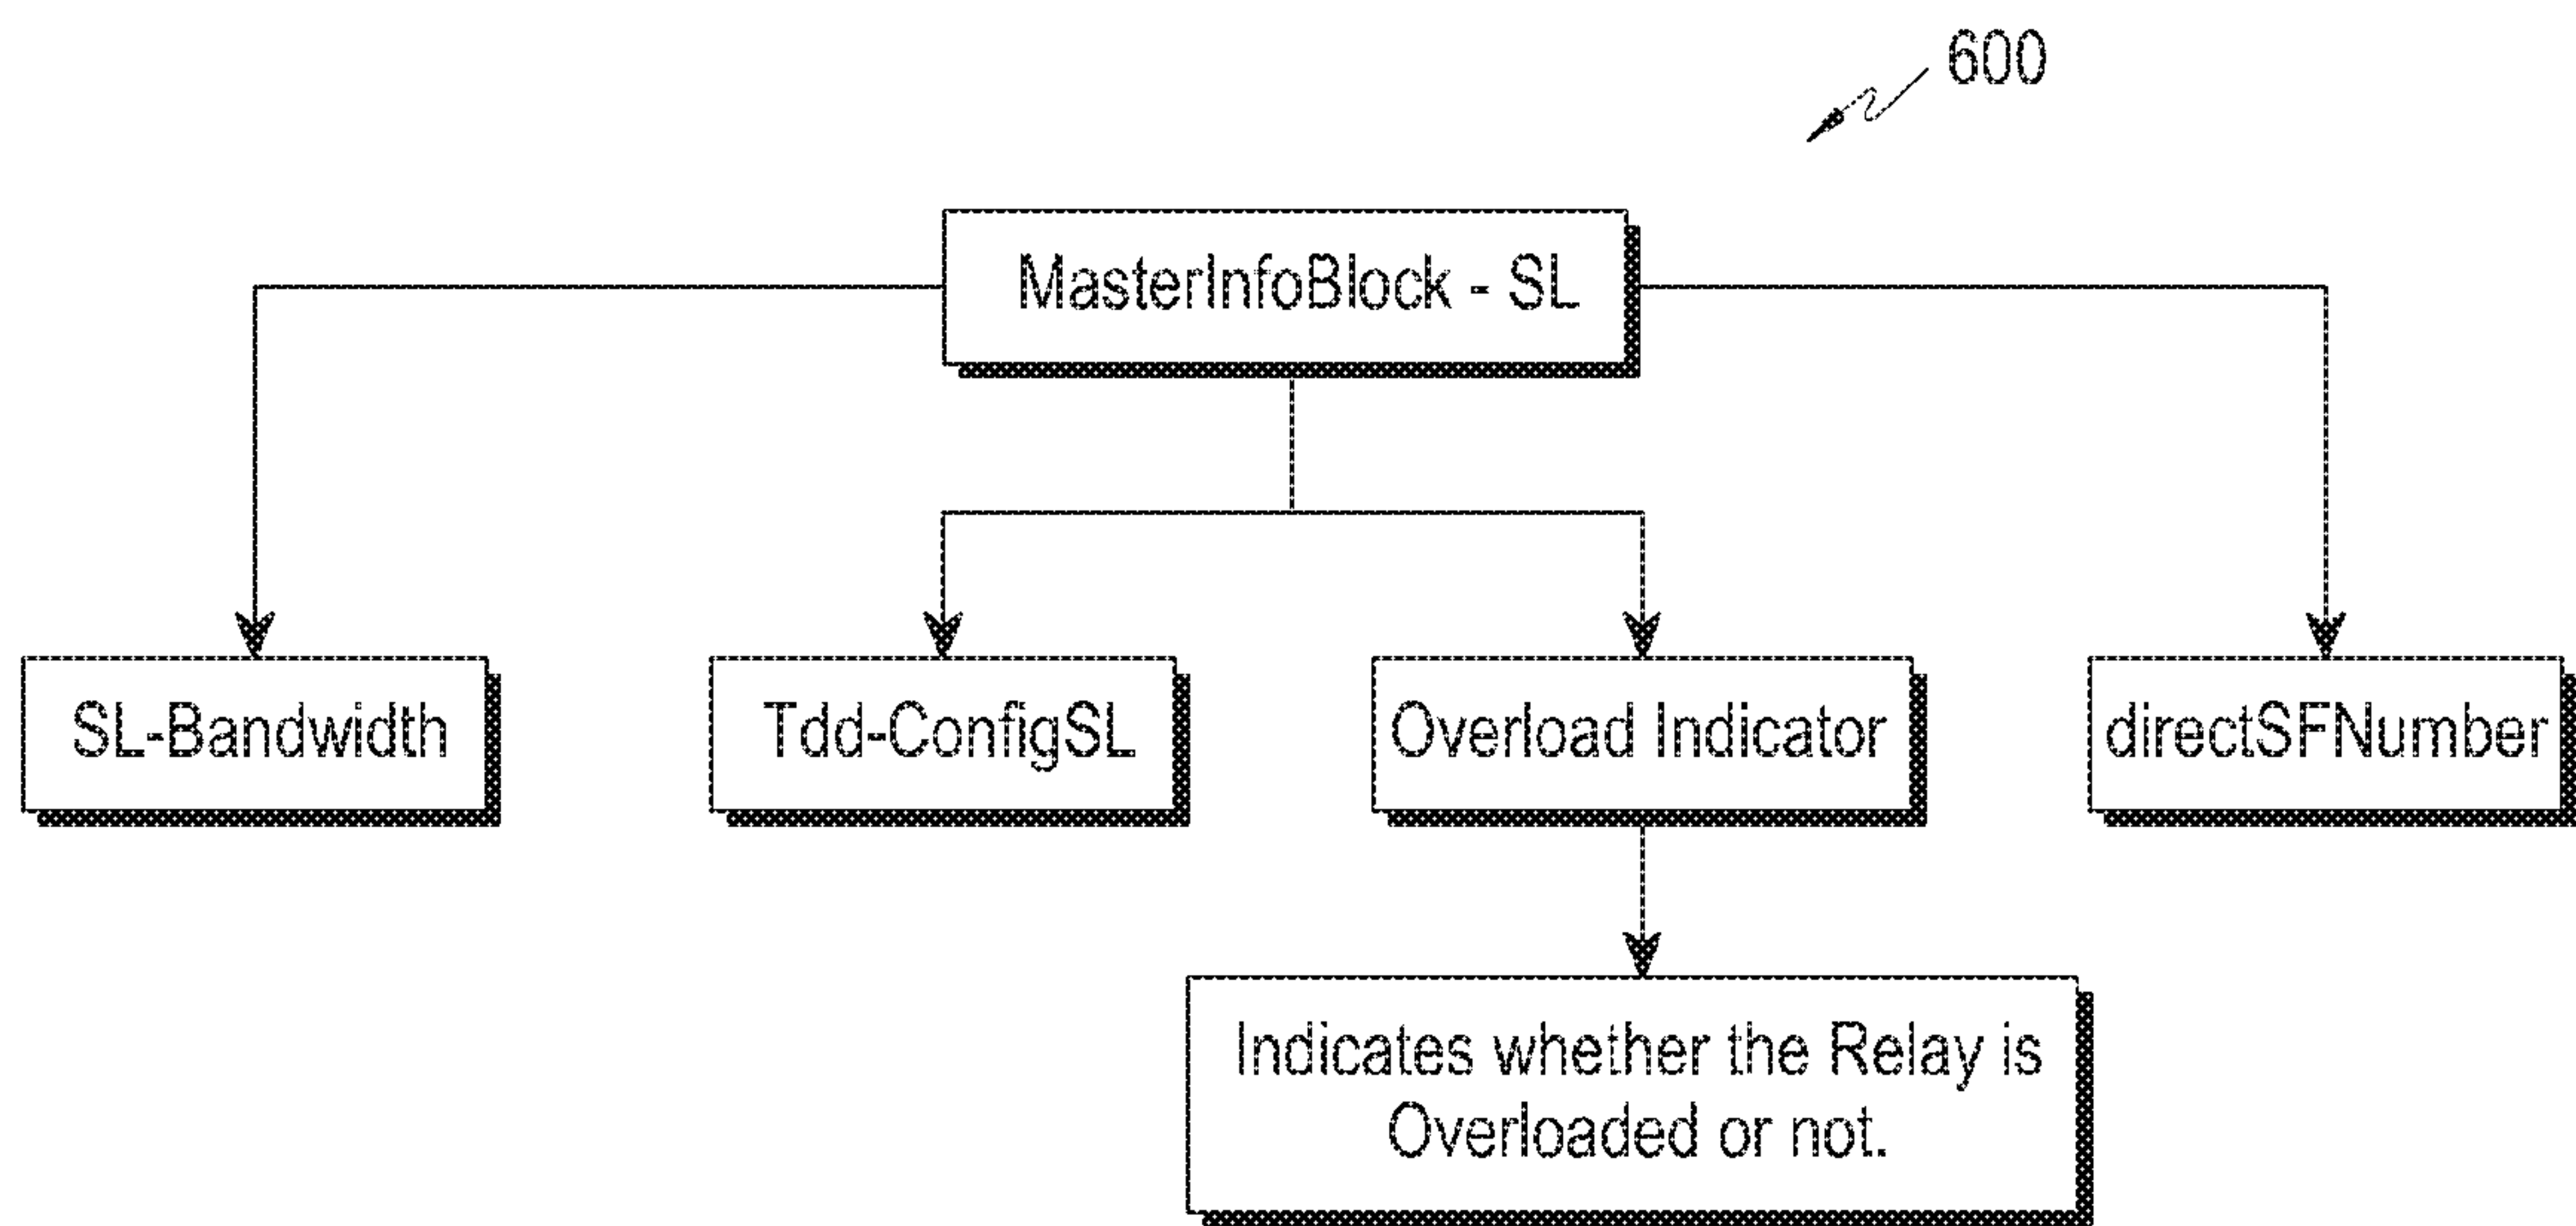 600
MasterInfoBlock - SL
SL-Bandwidth
Tdd-ConfigSL
Overload Indicator
directSFNumber
Indicates whether the Relay is
Overloaded or not.